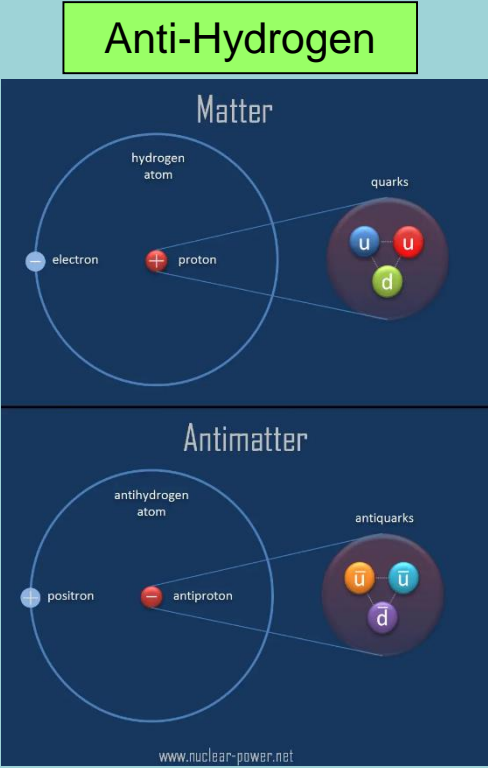 Anti-Hydrogen
Matter
hydrogen
atom
quarks
u u
− electron + proton
d
Antimatter
antihydrogen
atom
antiquarks
ū ū
+ positron − antiproton
d̄
www.nuclear-power.net